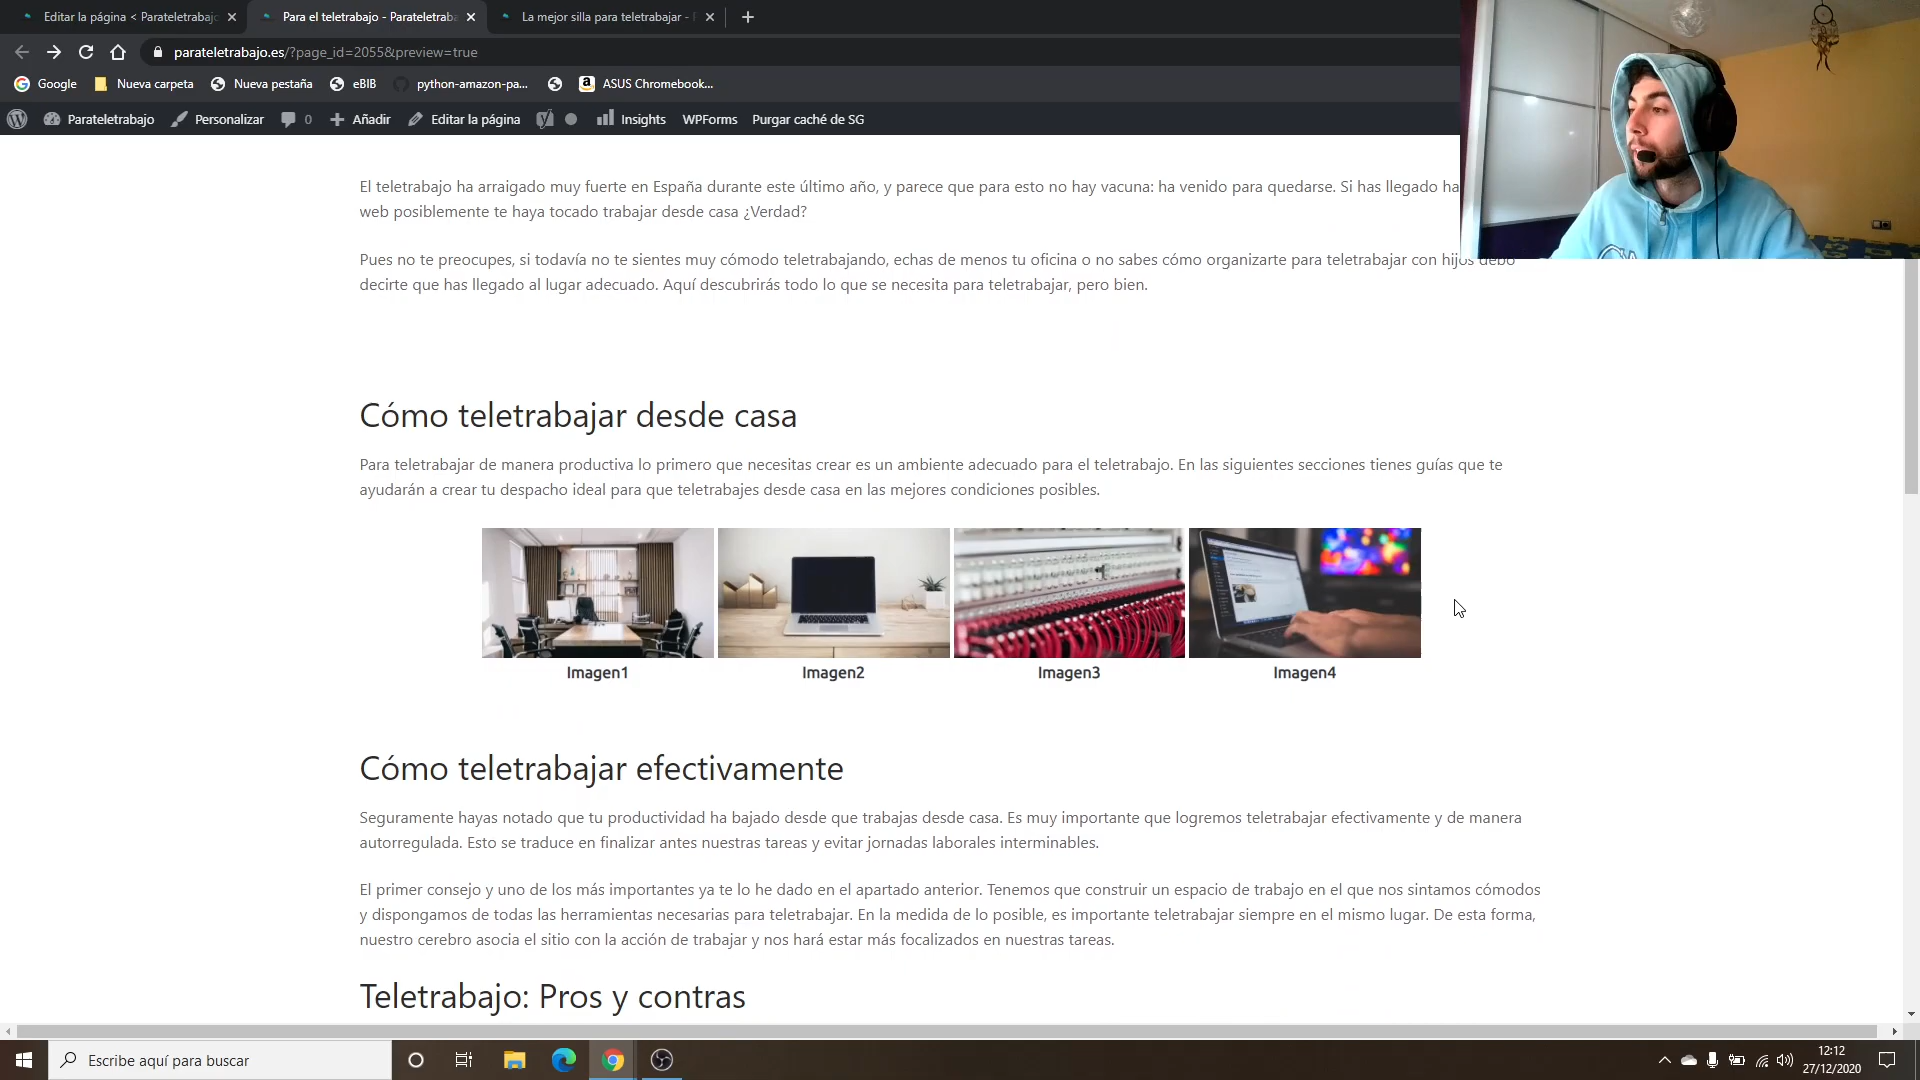 Editar la página < Parateletrabajo
Para el teletrabajo - Parateletraba
La mejor silla para teletrabajar -
parateletrabajo.es/?page_id=2055&preview=true
Google
Nueva carpeta
Nueva pestaña
eBIB
python-amazon-pa...
ASUS Chromebook...
Parateletrabajo
Personalizar
0
Añadir
Editar la página
Insights
WPForms
Purgar caché de SG
El teletrabajo ha arraigado muy fuerte en España durante este último año, y parece que para esto no hay vacuna: ha venido para quedarse. Si has llegado ha
web posiblemente te haya tocado trabajar desde casa ¿Verdad?
Pues no te preocupes, si todavía no te sientes muy cómodo teletrabajando, echas de menos tu oficina o no sabes cómo organizarte para teletrabajar con hijos debo
decirte que has llegado al lugar adecuado. Aquí descubrirás todo lo que se necesita para teletrabajar, pero bien.
Cómo teletrabajar desde casa
Para teletrabajar de manera productiva lo primero que necesitas crear es un ambiente adecuado para el teletrabajo. En las siguientes secciones tienes guías que te
ayudarán a crear tu despacho ideal para que teletrabajes desde casa en las mejores condiciones posibles.
Imagen1
Imagen2
Imagen3
Imagen4
Cómo teletrabajar efectivamente
Seguramente hayas notado que tu productividad ha bajado desde que trabajas desde casa. Es muy importante que logremos teletrabajar efectivamente y de manera
autorregulada. Esto se traduce en finalizar antes nuestras tareas y evitar jornadas laborales interminables.
El primer consejo y uno de los más importantes ya te lo he dado en el apartado anterior. Tenemos que construir un espacio de trabajo en el que nos sintamos cómodos
y dispongamos de todas las herramientas necesarias para teletrabajar. En la medida de lo posible, es importante teletrabajar siempre en el mismo lugar. De esta forma,
nuestro cerebro asocia el sitio con la acción de trabajar y nos hará estar más focalizados en nuestras tareas.
Teletrabajo: Pros y contras
Escribe aquí para buscar
12:12
27/12/2020